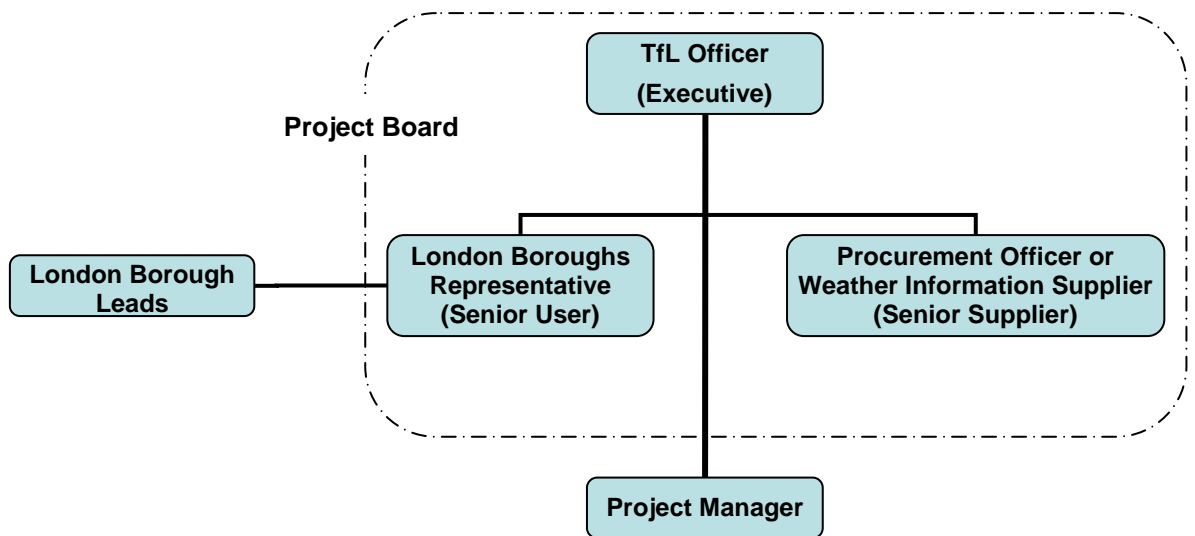 TfL Officer
(Executive)
Project Board
London Borough
Leads
London Boroughs
Representative
(Senior User)
Procurement Officer or
Weather Information Supplier
(Senior Supplier)
Project Manager